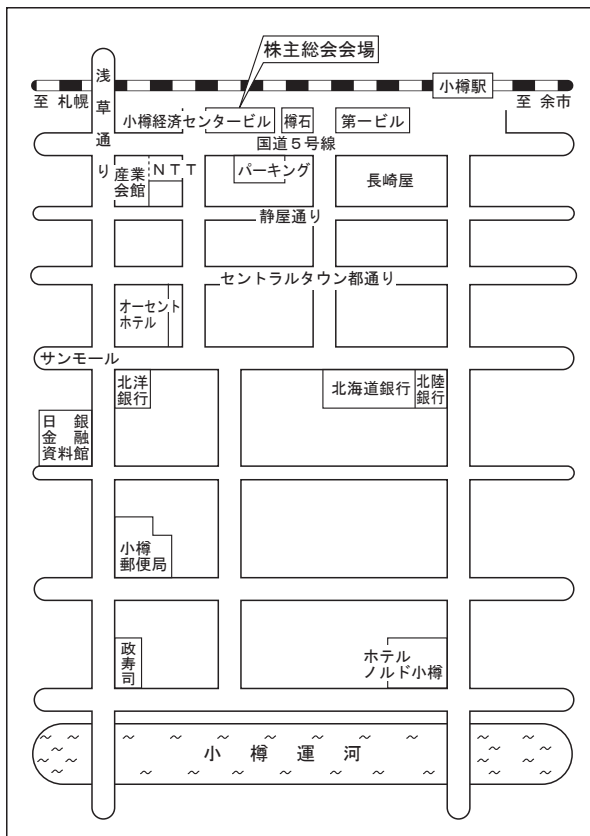 株主総会会場
浅草通り
小樽駅
至 札幌
至 余市
小樽経済センタービル
樽石
第一ビル
国道5号線
産業
会館
NTT
パーキング
長崎屋
静屋通り
セントラルタウン都通り
オーセント
ホテル
サンモール
北洋
銀行
北海道銀行
北陸
銀行
日銀
金融
資料館
小樽
郵便局
政寿司
ホテル
ノルド小樽
小樽運河